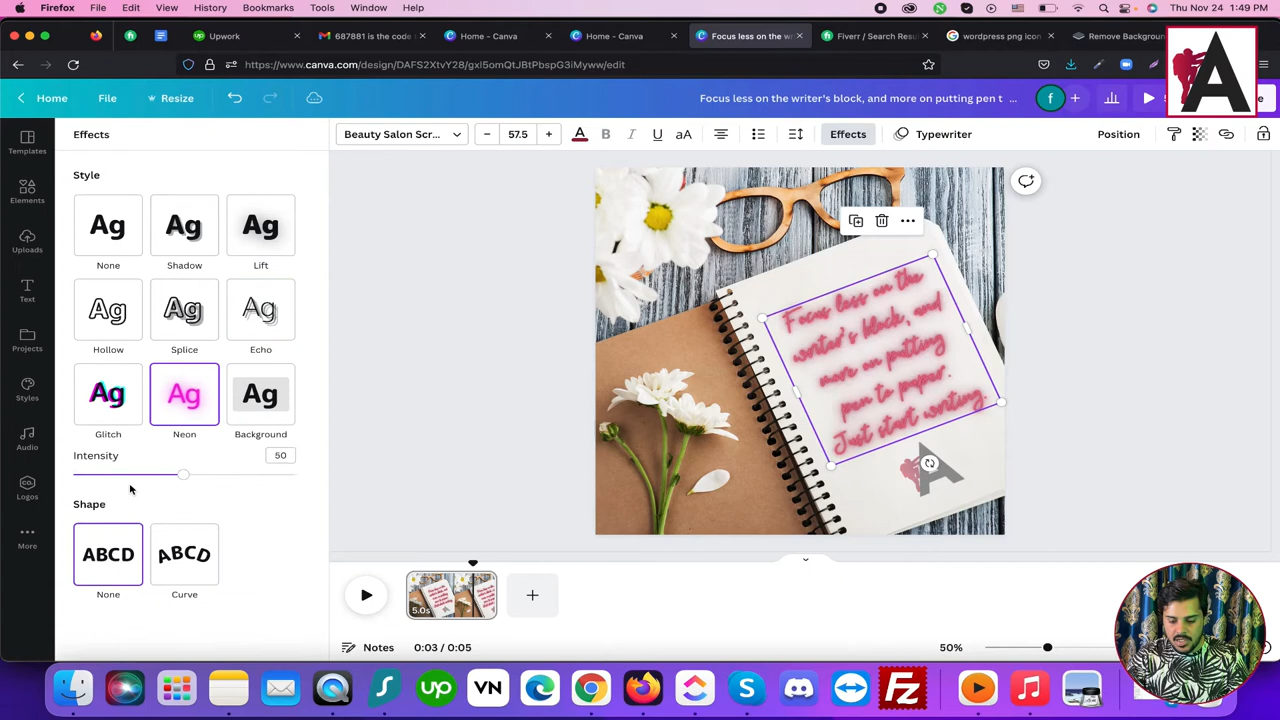 Firefox File Edit View History Bookmarks Tools Window Help Thu Nov 24 1:49 PM
Upwork 687881 is the code Home - Canva Home - Canva Focus less on the wr Fiverr / Search Resul wordpress png icon Remove Backgroun
https://www.canva.com/design/DAFS2XtvY28/gxl5omQtJBtPbspG3iMyww/edit
A
Home File Resize Focus less on the writer's block, and more on putting pen t ... f
Effects Beauty Salon Scr... 57.5 A B I U aA Effects Typewriter Position
Templates
Elements
Uploads
Text
Projects
Styles
Audio
Logos
More
Style
Ag Ag Ag
None Shadow Lift
Ag Ag Ag
Hollow Splice Echo
Ag Ag Ag
Glitch Neon Background
Intensity 50
Shape
ABCD ABCD
None Curve
Focus less on the
writer's block, and
more on putting
pen to paper.
Just start writing.
A
5.0s
Notes 0:03 / 0:05 50%
up VN Fz